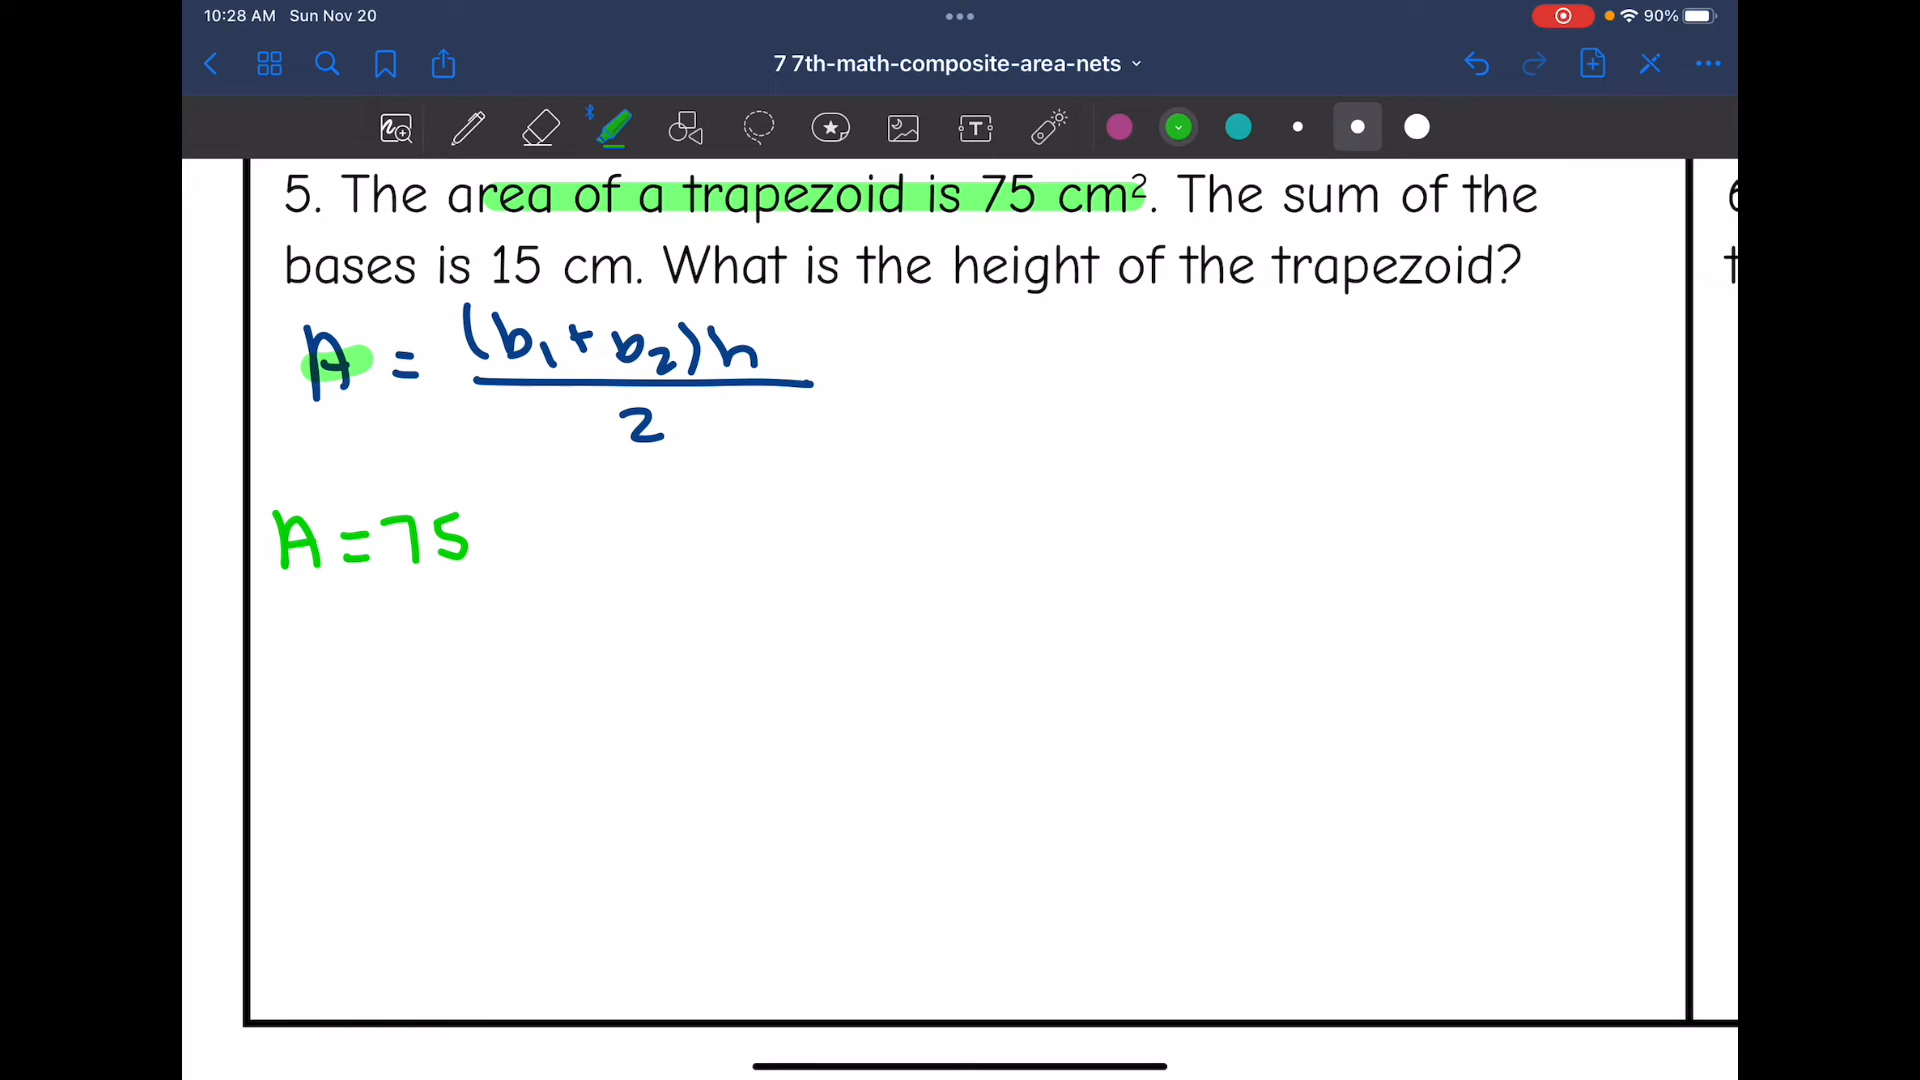 10:28 AM Sun Nov 20
90%
7 7th-math-composite-area-nets
T
5. The area of a trapezoid is 75 cm². The sum of the
bases is 15 cm. What is the height of the trapezoid?
A = (b₁ + b₂)h
2
A = 75